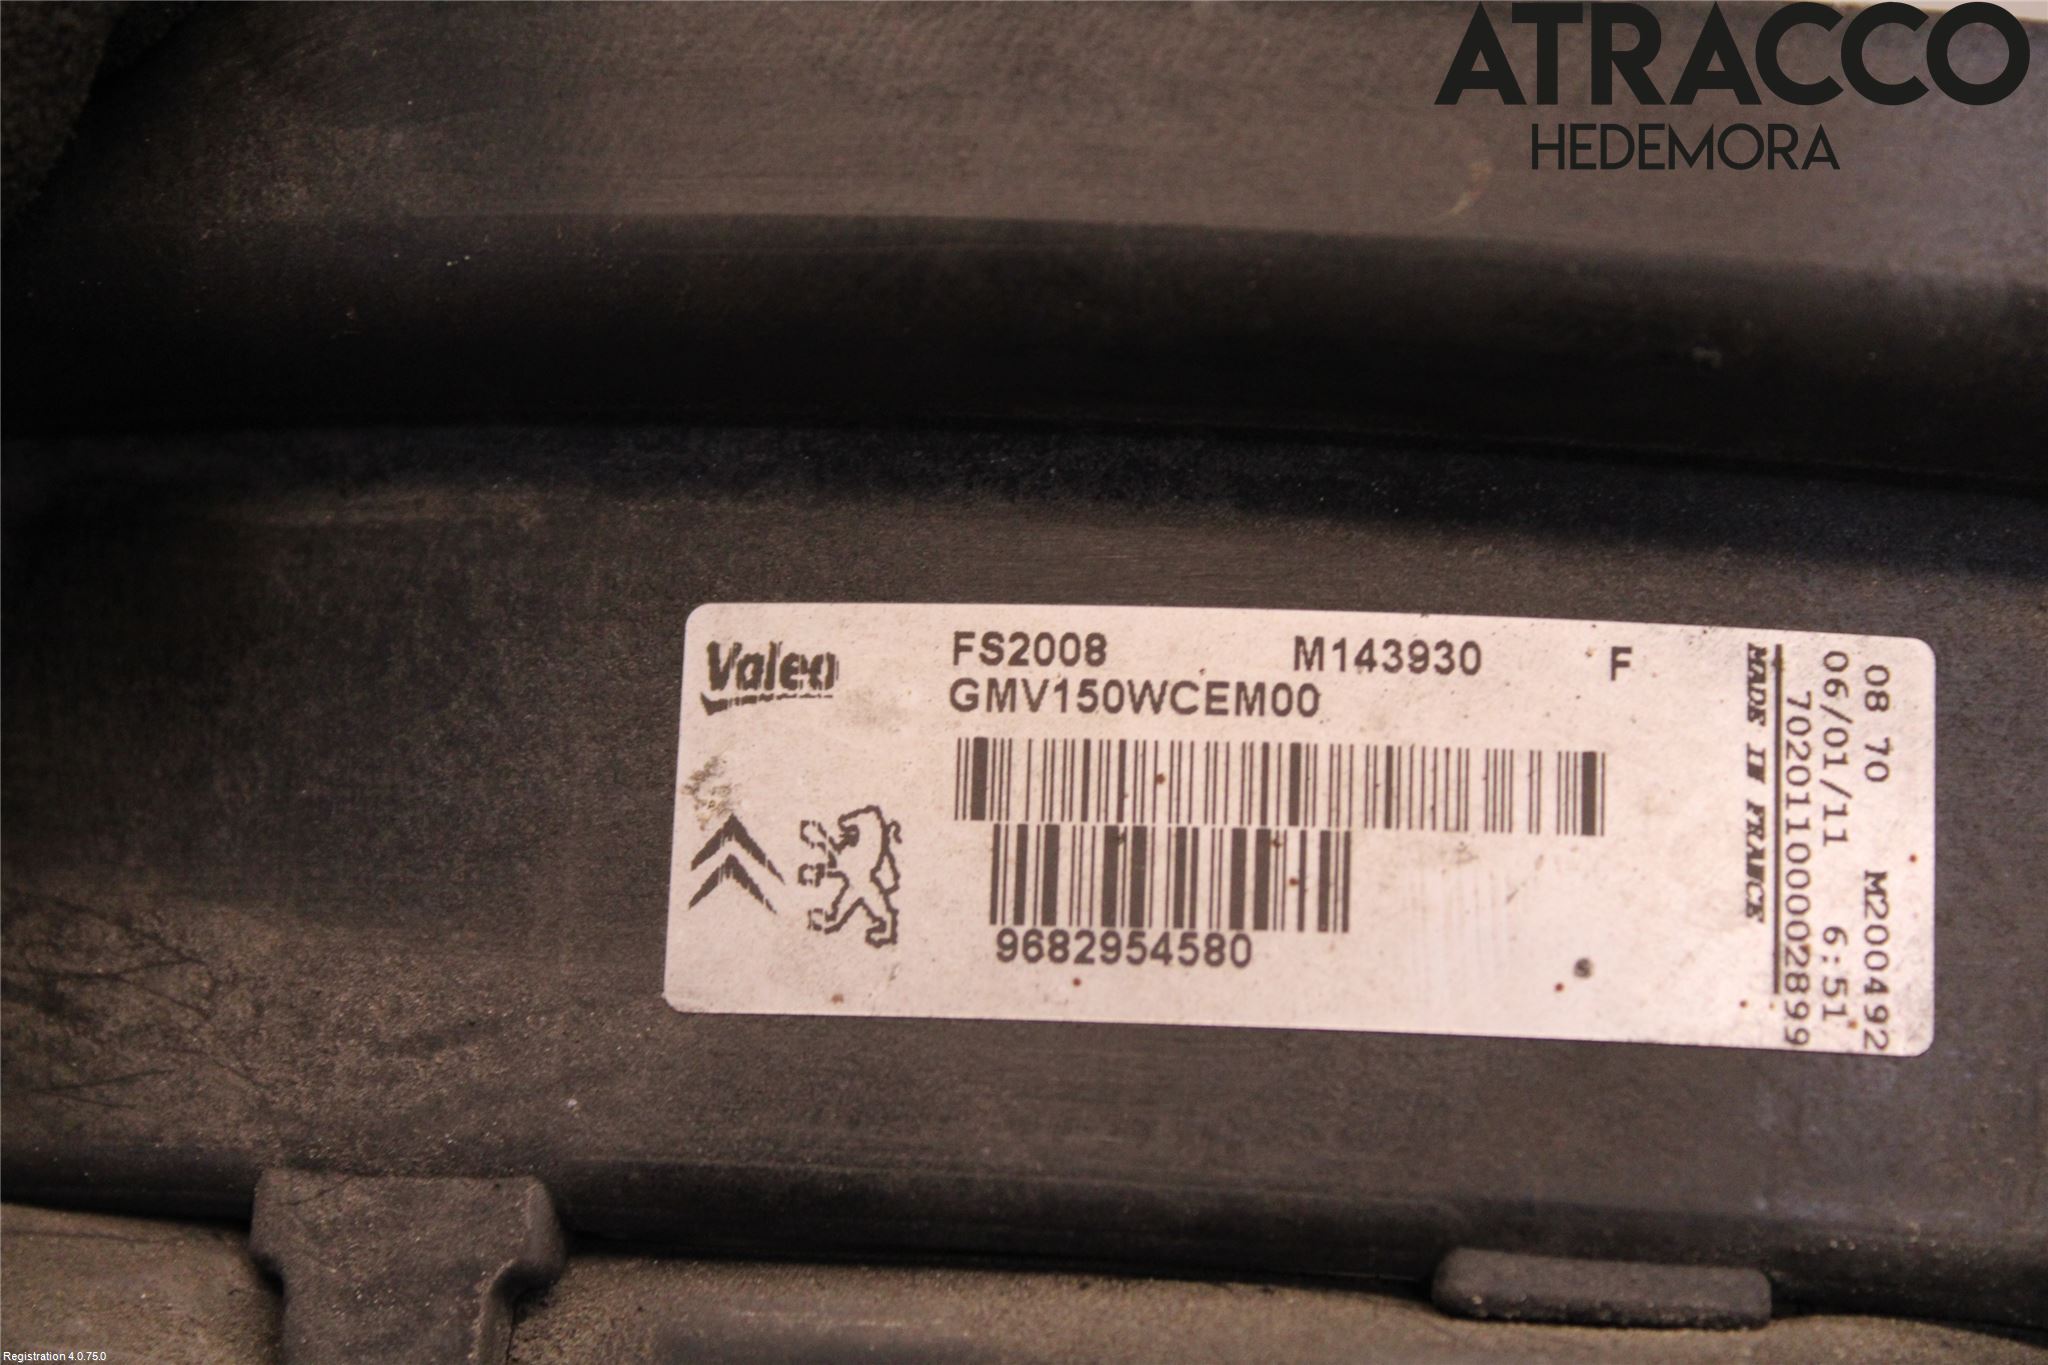 ATRACCO
HEDEMORA
Valeo
FS2008 M143930 F
GMV150WCEM00
9682954580
08 70 M200492
06/01/11 6:51
70201100002899
MADE IN FRANCE
Registration 4.0.75.0